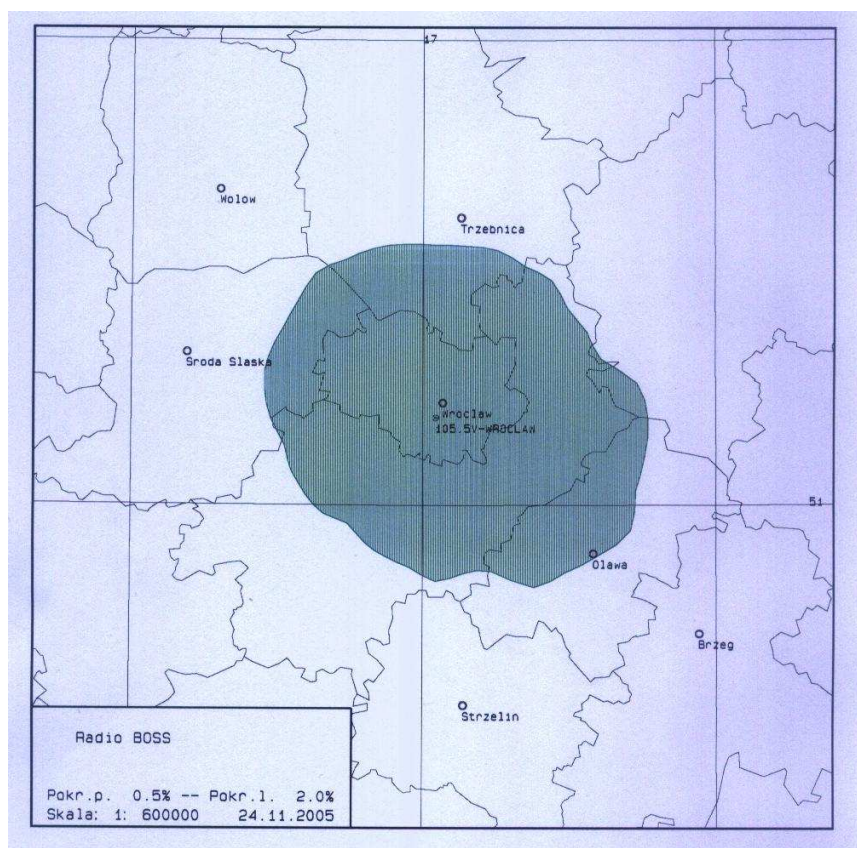 17
Wolow
Trzebnica
Sroda Slaska
Wroclaw
105.5V-WROCLAW
51
Olawa
Brzeg
Strzelin
Radio BOSS
Pokr.p. 0.5% -- Pokr.l. 2.0%
Skala: 1: 600000 24.11.2005